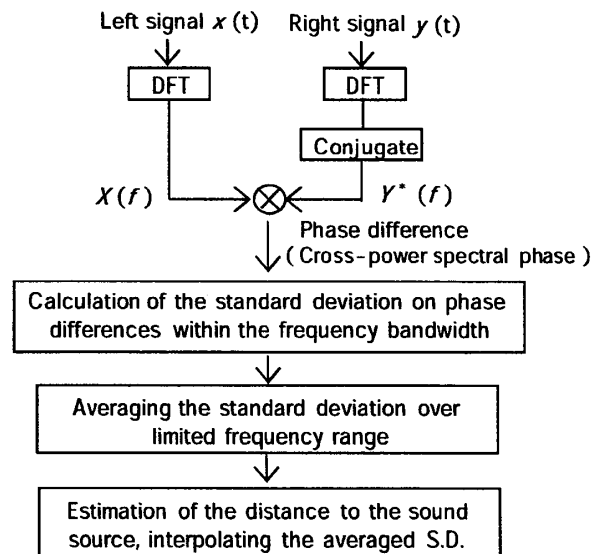 Left signal x (t)
Right signal y (t)
DFT
DFT
Conjugate
X(f)
Y* (f)
Phase difference
( Cross-power spectral phase )
Calculation of the standard deviation on phase
differences within the frequency bandwidth
Averaging the standard deviation over
limited frequency range
Estimation of the distance to the sound
source, interpolating the averaged S.D.